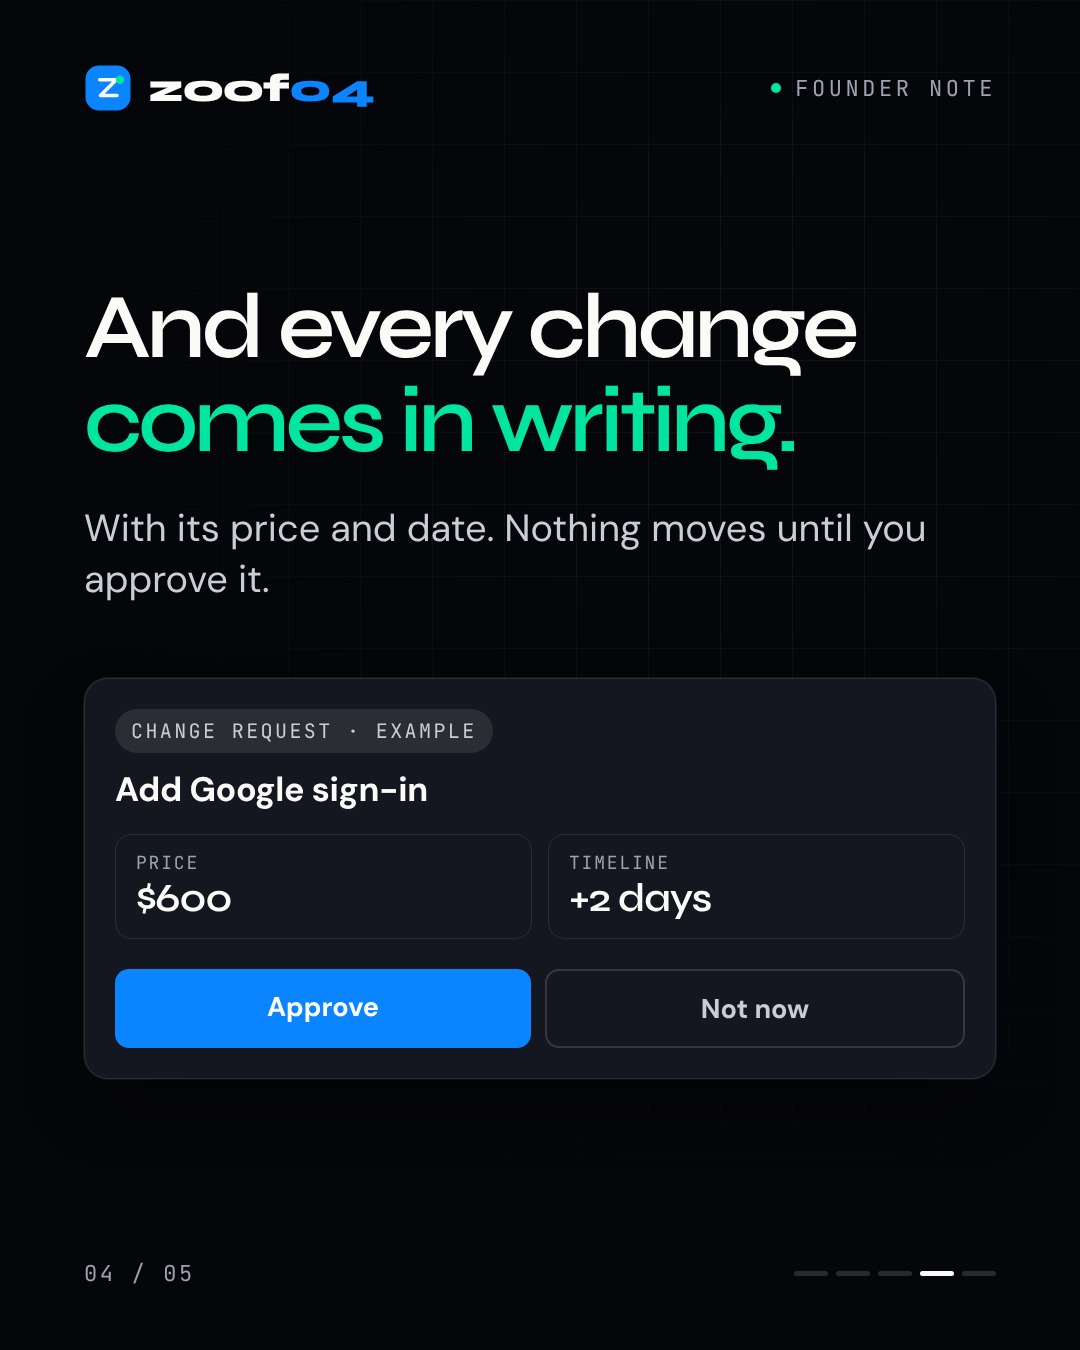 zoof04
FOUNDER NOTE
And every change
comes in writing.
With its price and date. Nothing moves until you
approve it.
CHANGE REQUEST · EXAMPLE
Add Google sign-in
PRICE
$600
TIMELINE
+2 days
Approve
Not now
04 / 05